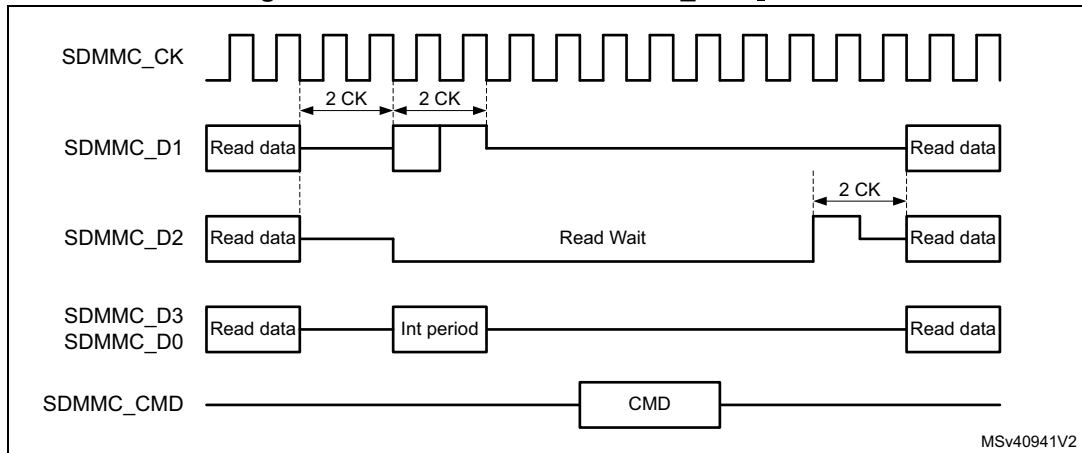 SDMMC_CK
2 CK 2 CK
SDMMC_D1 Read data Read data
2 CK
SDMMC_D2 Read data Read Wait Read data
SDMMC_D3
SDMMC_D0
Read data Int period Read data
SDMMC_CMD CMD
MSv40941V2